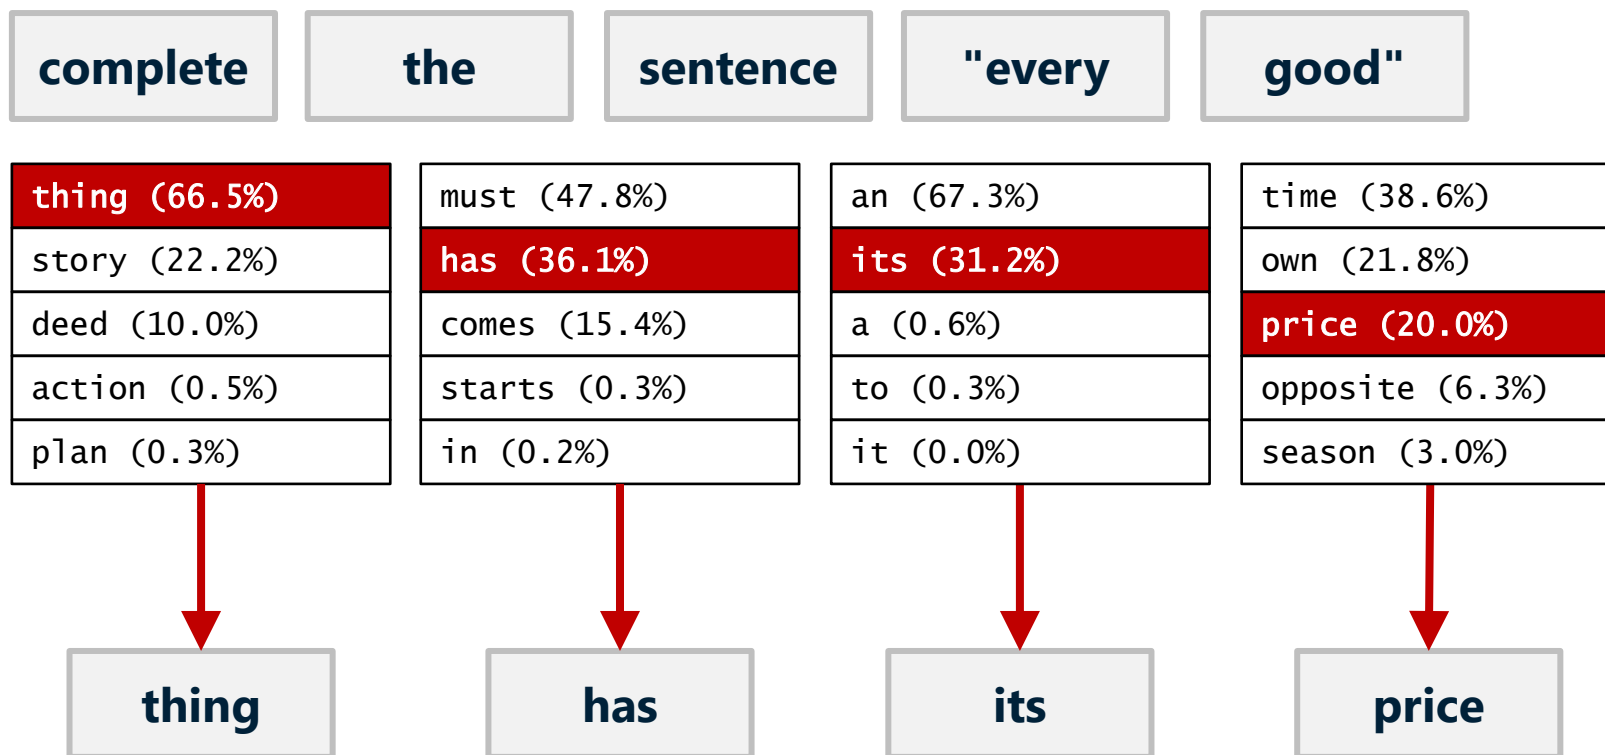 complete the sentence "every good"
thing (66.5%) must (47.8%) an (67.3%) time (38.6%)
story (22.2%) has (36.1%) its (31.2%) own (21.8%)
deed (10.0%) comes (15.4%) a (0.6%) price (20.0%)
action (0.5%) starts (0.3%) to (0.3%) opposite (6.3%)
plan (0.3%) in (0.2%) it (0.0%) season (3.0%)
thing has its price